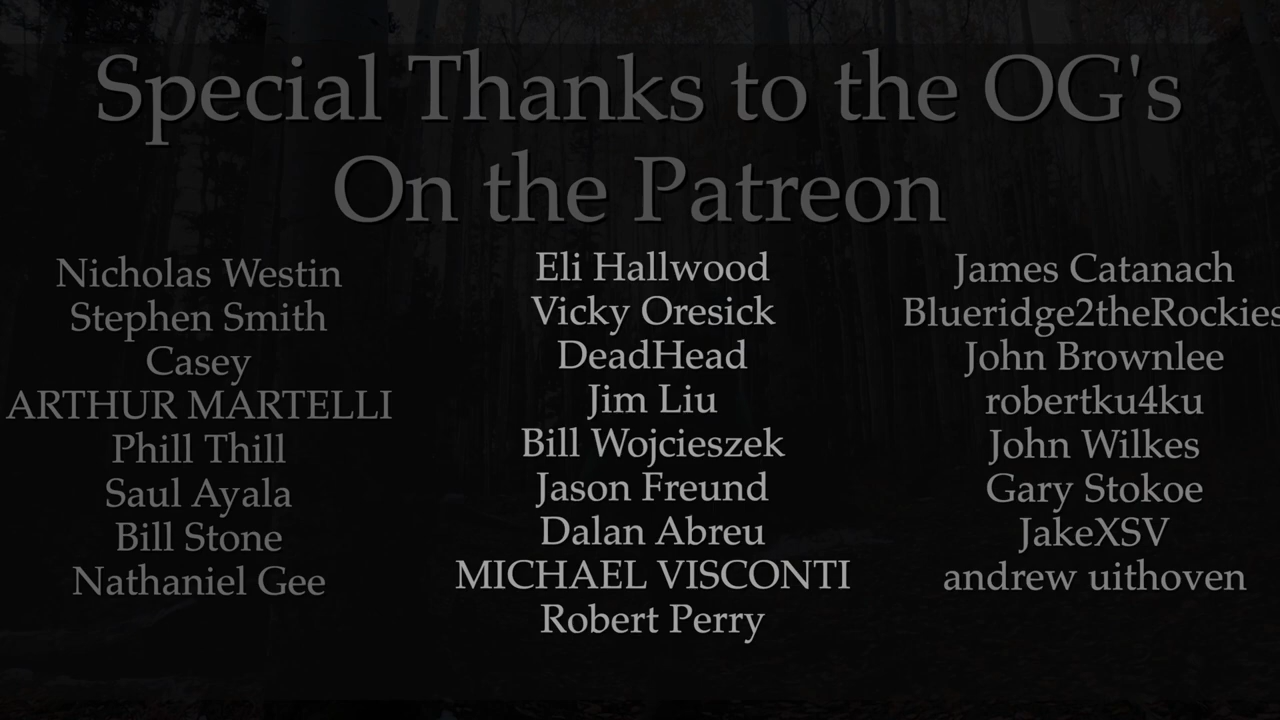 Special Thanks to the OG's
On the Patreon
Nicholas Westin
Stephen Smith
Casey
ARTHUR MARTELLI
Phill Thill
Saul Ayala
Bill Stone
Nathaniel Gee
Eli Hallwood
Vicky Oresick
DeadHead
Jim Liu
Bill Wojcieszek
Jason Freund
Dalan Abreu
MICHAEL VISCONTI
Robert Perry
James Catanach
Blueridge2theRockies
John Brownlee
robertku4ku
John Wilkes
Gary Stokoe
JakeXSV
andrew uithoven